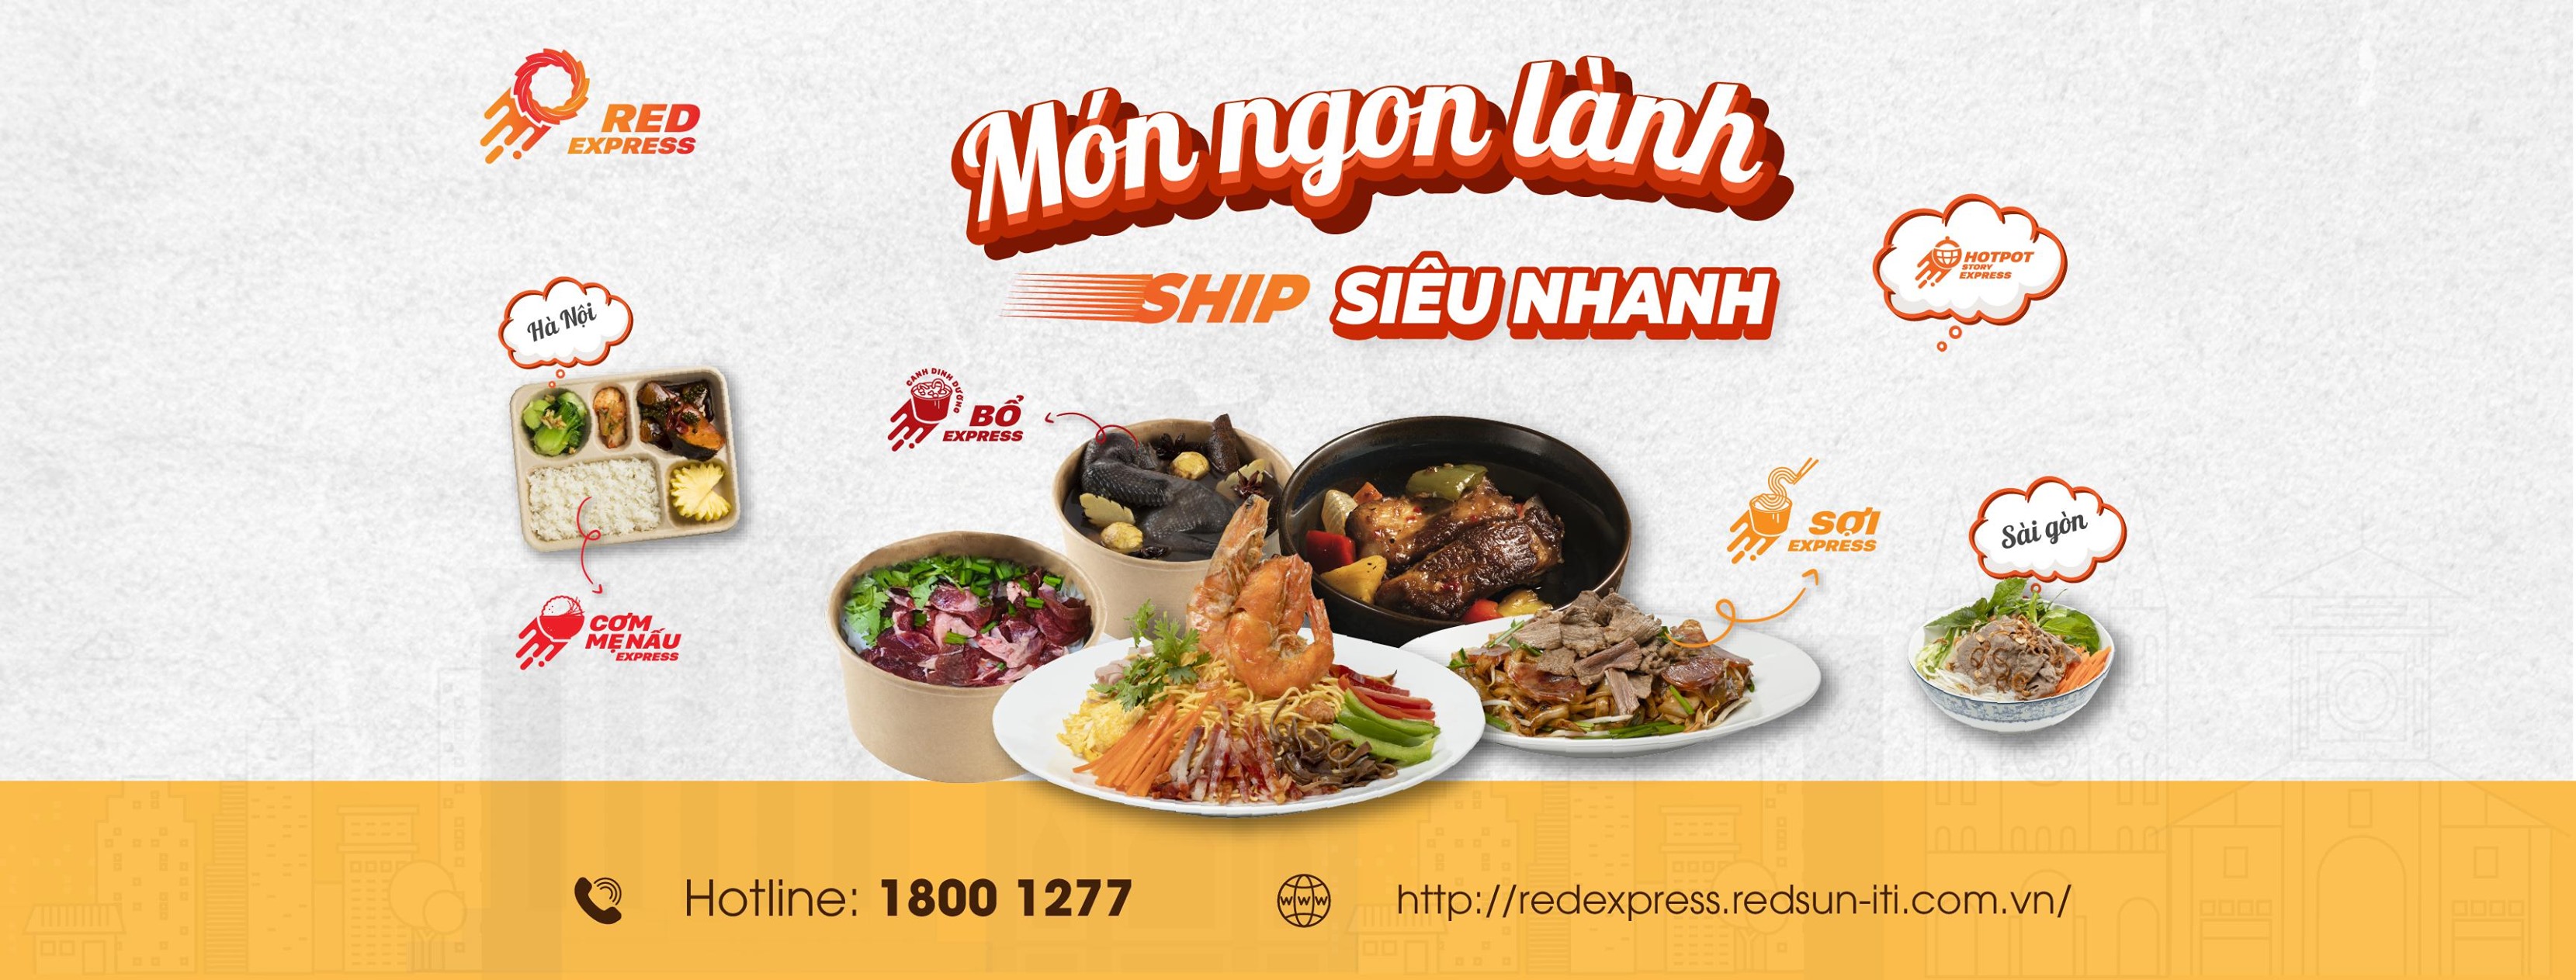 RED
EXPRESS
Món ngon lành
SHIP SIÊU NHANH
HOTPOT
STORY
EXPRESS
Hà Nội
CANH DINH DƯỠNG
BỔ
EXPRESS
SỢI
EXPRESS
Sài gòn
CƠM
MẸ NẤU
EXPRESS
Hotline: 1800 1277
WWW
http://redexpress.redsun-iti.com.vn/